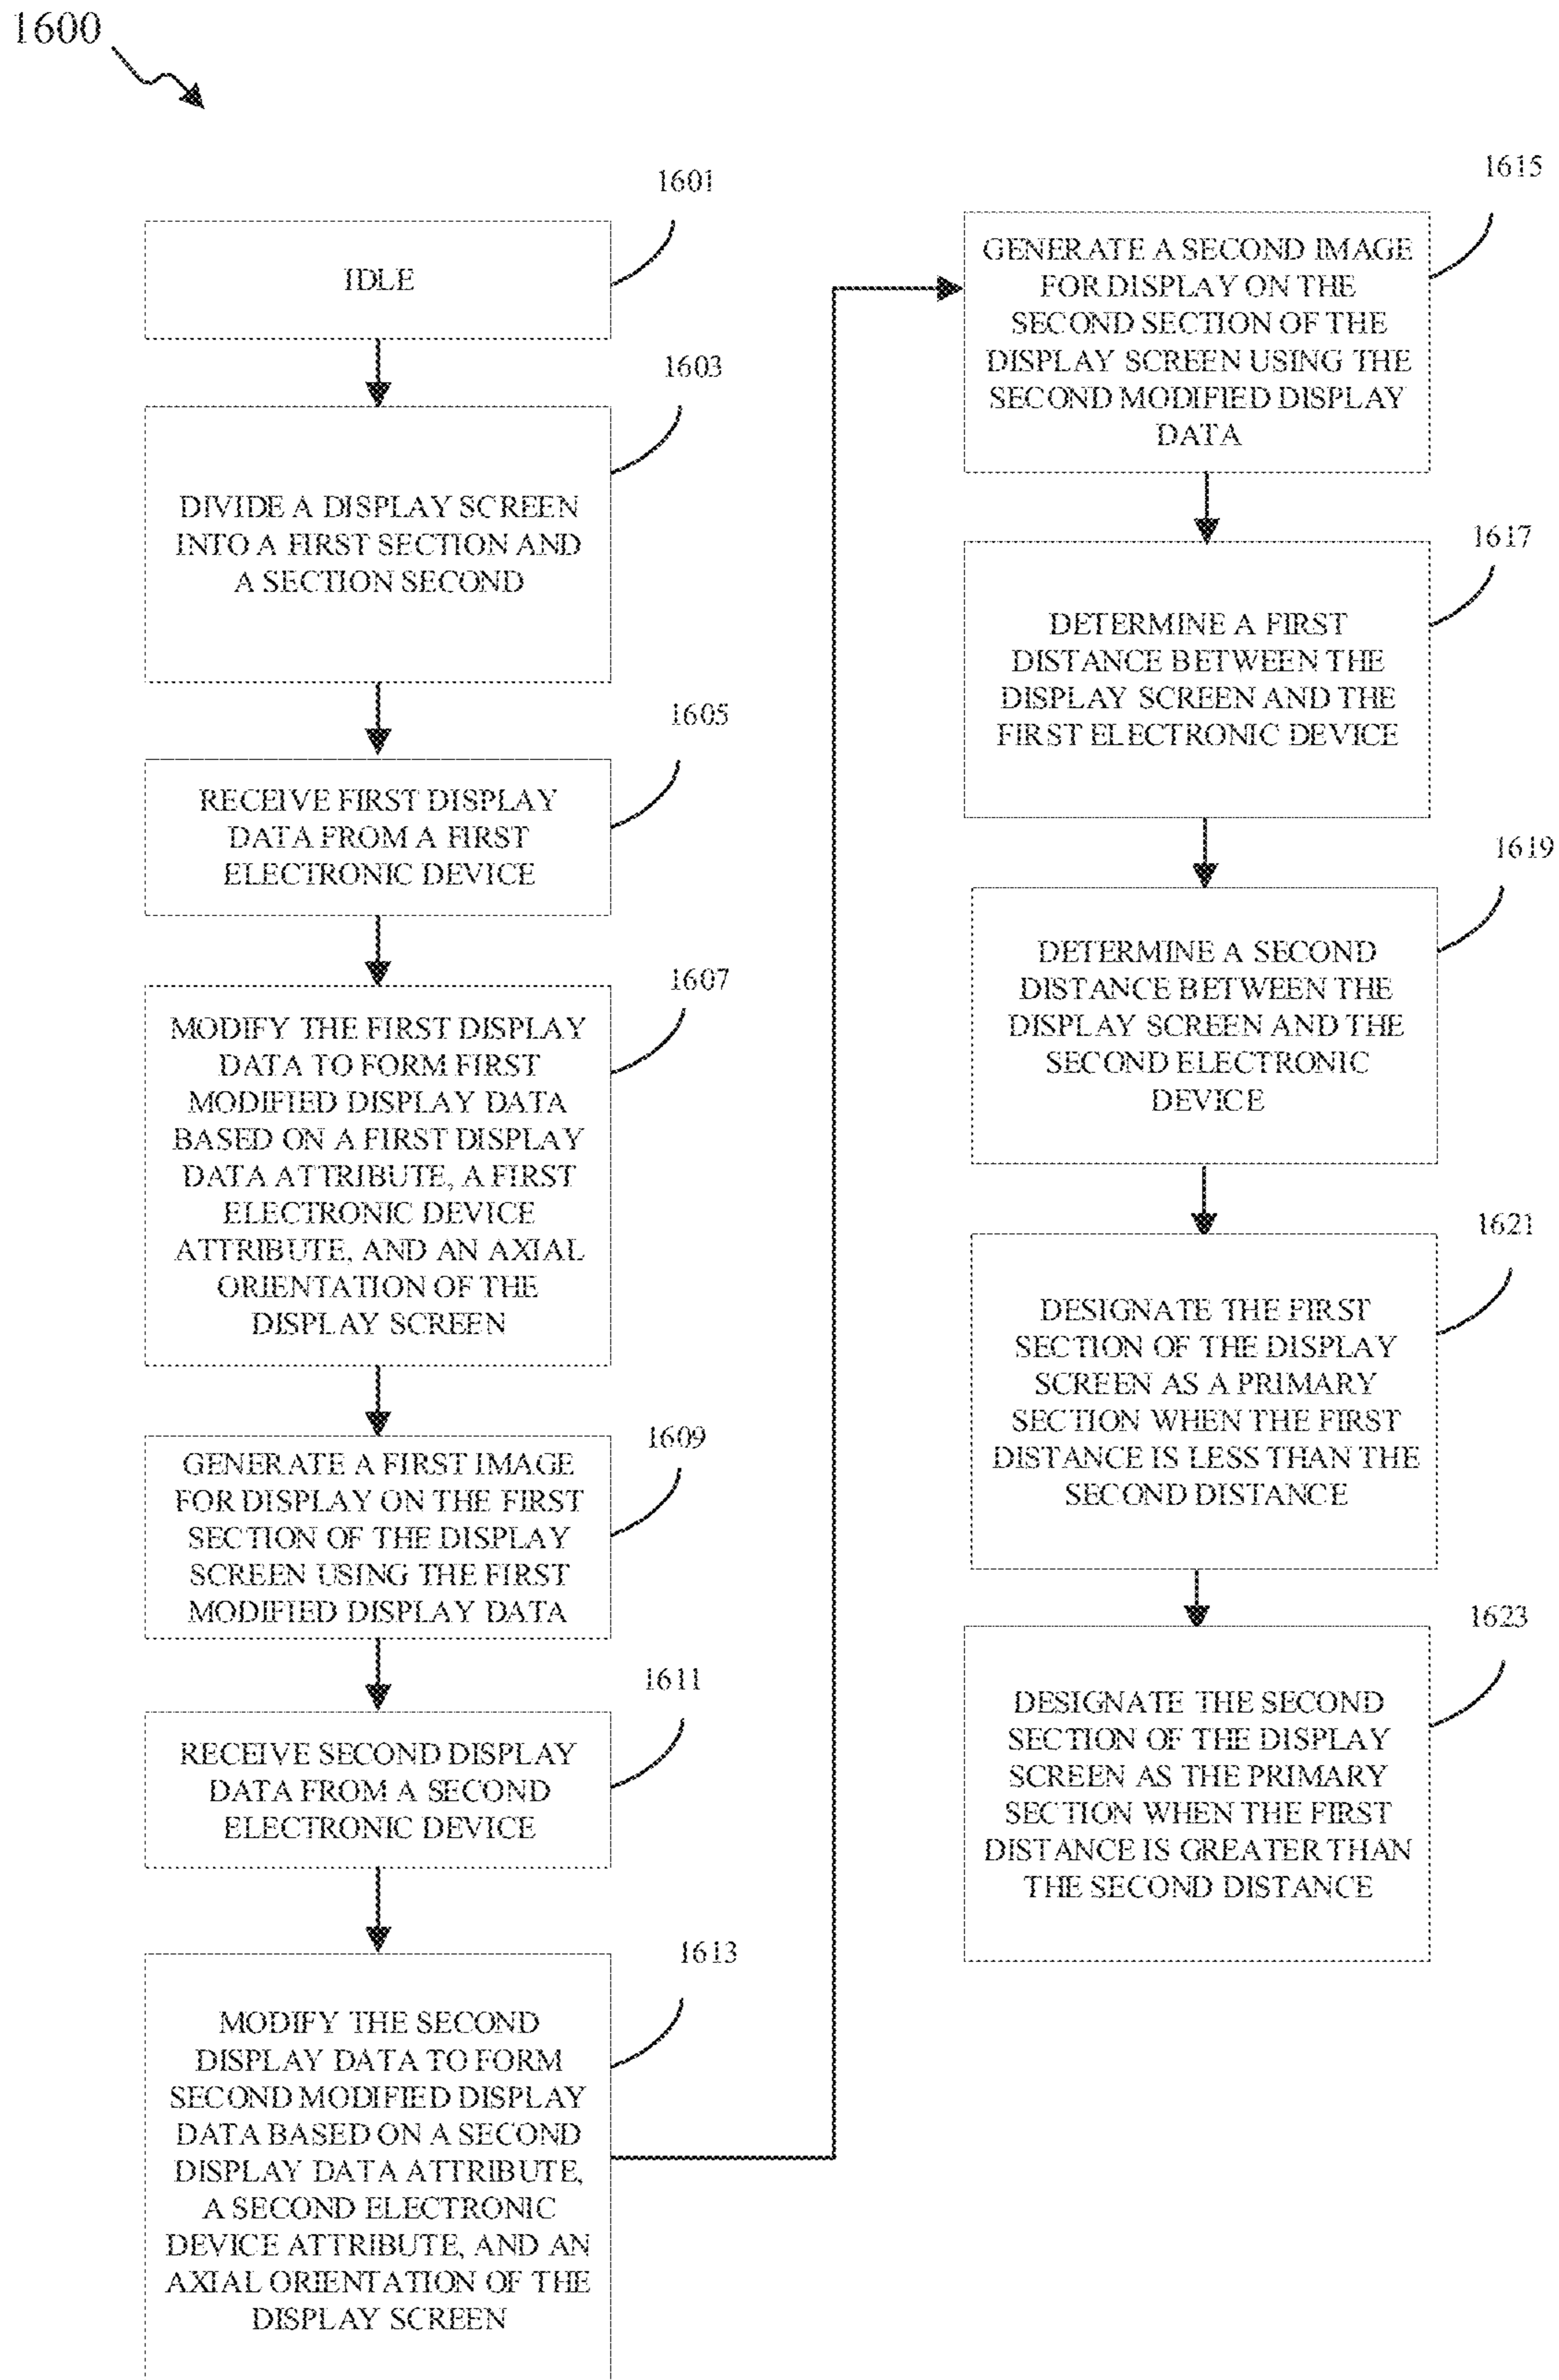 1600
1601
IDLE
1603
DIVIDE A DISPLAY SCREEN
INTO A FIRST SECTION AND
A SECTION SECOND
1605
RECEIVE FIRST DISPLAY
DATA FROM A FIRST
ELECTRONIC DEVICE
1607
MODIFY THE FIRST DISPLAY
DATA TO FORM FIRST
MODIFIED DISPLAY DATA
BASED ON A FIRST DISPLAY
DATA ATTRIBUTE, A FIRST
ELECTRONIC DEVICE
ATTRIBUTE, AND AN AXIAL
ORIENTATION OF THE
DISPLAY SCREEN
1609
GENERATE A FIRST IMAGE
FOR DISPLAY ON THE FIRST
SECTION OF THE DISPLAY
SCREEN USING THE FIRST
MODIFIED DISPLAY DATA
1611
RECEIVE SECOND DISPLAY
DATA FROM A SECOND
ELECTRONIC DEVICE
1613
MODIFY THE SECOND
DISPLAY DATA TO FORM
SECOND MODIFIED DISPLAY
DATA BASED ON A SECOND
DISPLAY DATA ATTRIBUTE,
A SECOND ELECTRONIC
DEVICE ATTRIBUTE, AND AN
AXIAL ORIENTATION OF THE
DISPLAY SCREEN
1615
GENERATE A SECOND IMAGE
FOR DISPLAY ON THE
SECOND SECTION OF THE
DISPLAY SCREEN USING THE
SECOND MODIFIED DISPLAY
DATA
1617
DETERMINE A FIRST
DISTANCE BETWEEN THE
DISPLAY SCREEN AND THE
FIRST ELECTRONIC DEVICE
1619
DETERMINE A SECOND
DISTANCE BETWEEN THE
DISPLAY SCREEN AND THE
SECOND ELECTRONIC
DEVICE
1621
DESIGNATE THE FIRST
SECTION OF THE DISPLAY
SCREEN AS A PRIMARY
SECTION WHEN THE FIRST
DISTANCE IS LESS THAN THE
SECOND DISTANCE
1623
DESIGNATE THE SECOND
SECTION OF THE DISPLAY
SCREEN AS THE PRIMARY
SECTION WHEN THE FIRST
DISTANCE IS GREATER THAN
THE SECOND DISTANCE